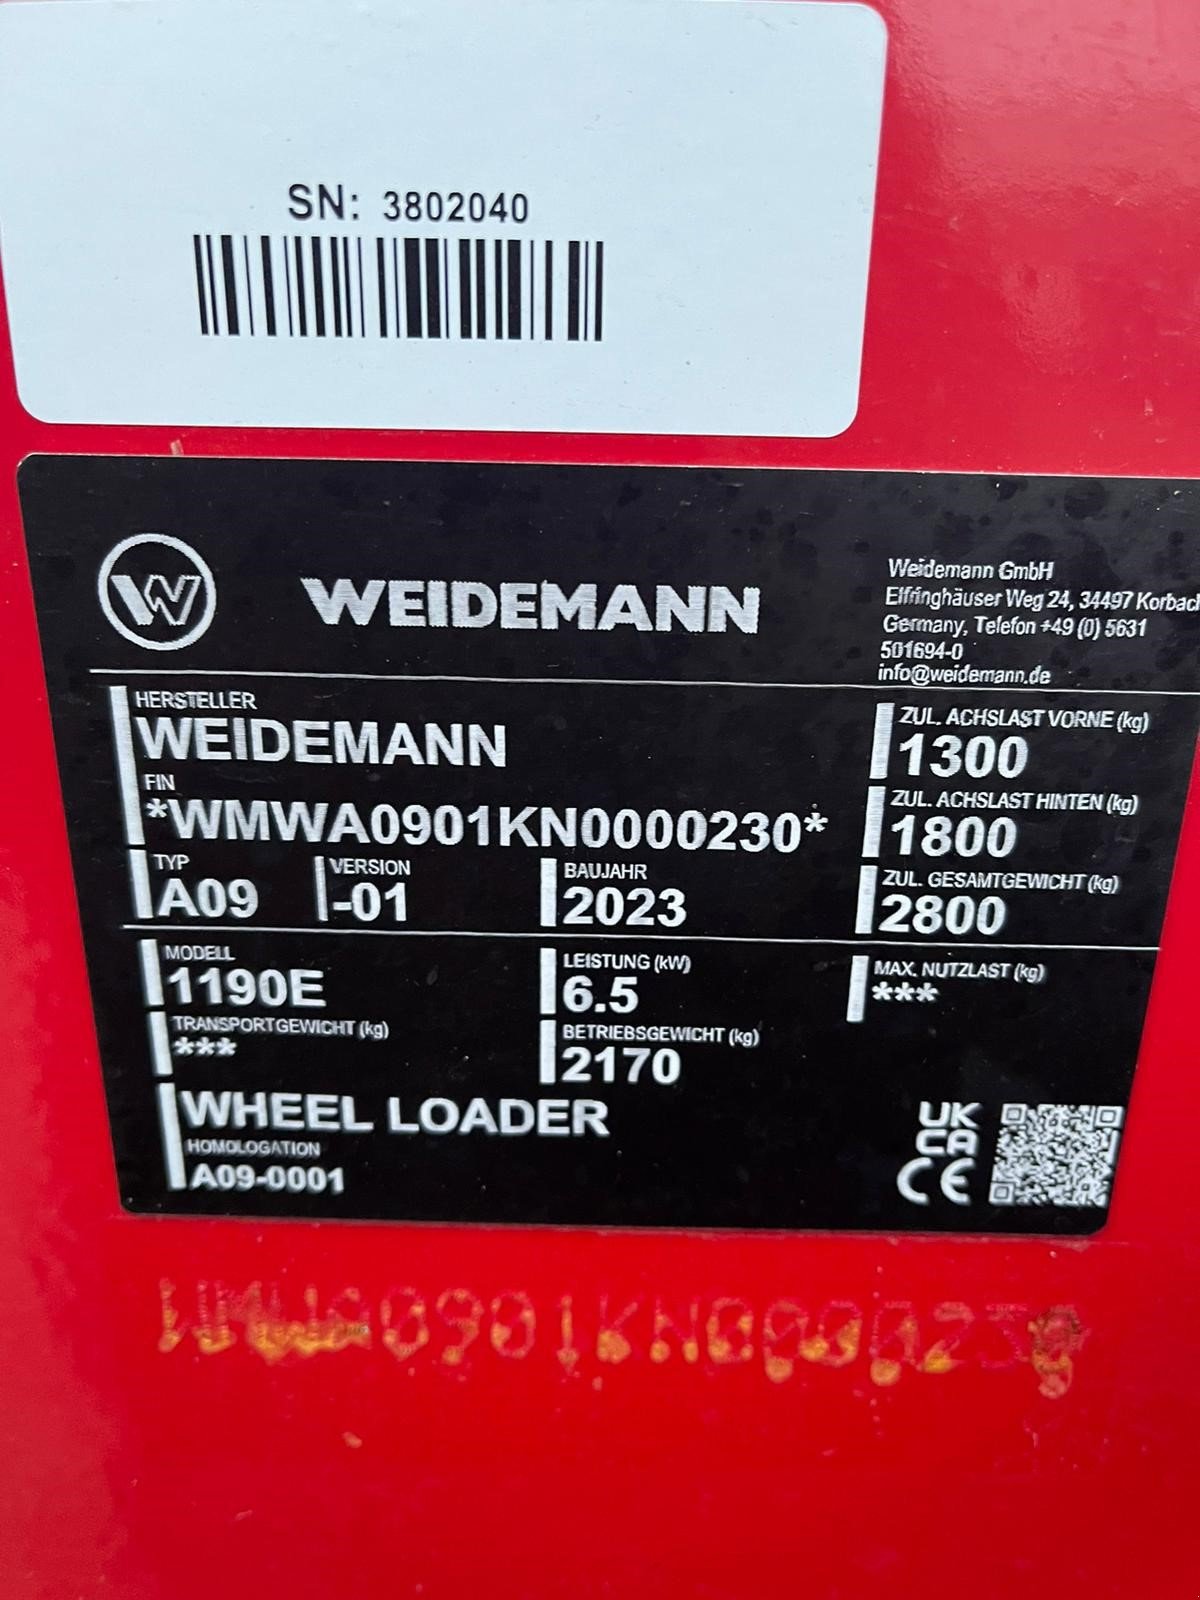 SN: 3802040
W WEIDEMANN
Weidemann GmbH
Elfringhäuser Weg 24, 34497 Korbach
Germany, Telefon +49 (0) 5631
501694-0
info@weidemann.de
HERSTELLER
WEIDEMANN
FIN
*WMWA0901KN0000230*
TYP
A09
VERSION
-01
BAUJAHR
2023
ZUL. ACHSLAST VORNE (kg)
1300
ZUL. ACHSLAST HINTEN (kg)
1800
ZUL. GESAMTGEWICHT (kg)
2800
MODELL
1190E
LEISTUNG (kW)
6.5
MAX. NUTZLAST (kg)
***
TRANSPORTGEWICHT (kg)
***
BETRIEBSGEWICHT (kg)
2170
WHEEL LOADER
HOMOLOGATION
A09-0001
UK
CA
CE
WMWA0901KN0000230